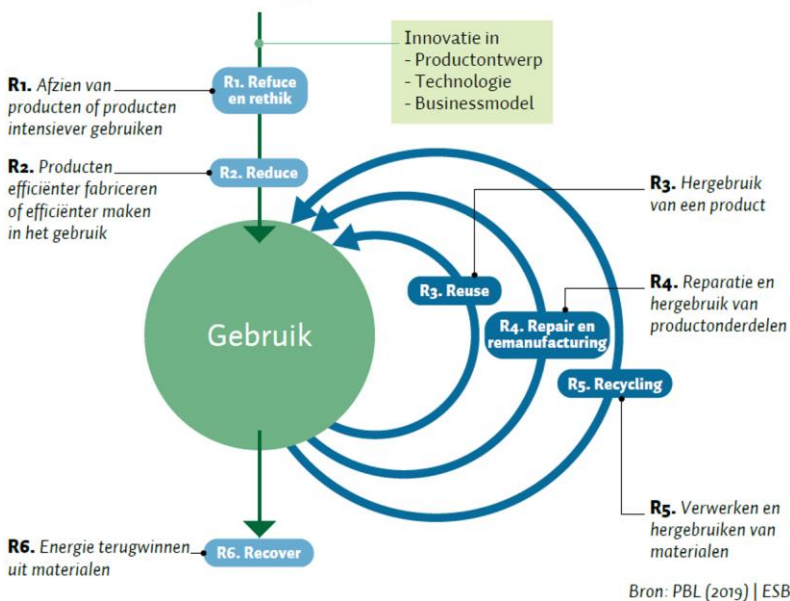 Innovatie in
- Productontwerp
- Technologie
- Businessmodel
R1. Afzien van
producten of producten
intensiever gebruiken
R1. Refuce
en rethik
R2. Producten
efficiënter fabriceren
of efficiënter maken
in het gebruik
R2. Reduce
R3. Hergebruik
van een product
R3. Reuse
R4. Reparatie en
hergebruik van
productonderdelen
R4. Repair en
remanufacturing
Gebruik
R5. Recycling
R5. Verwerken en
hergebruiken van
materialen
R6. Energie terugwinnen
uit materialen
R6. Recover
Bron: PBL (2019) | ESB